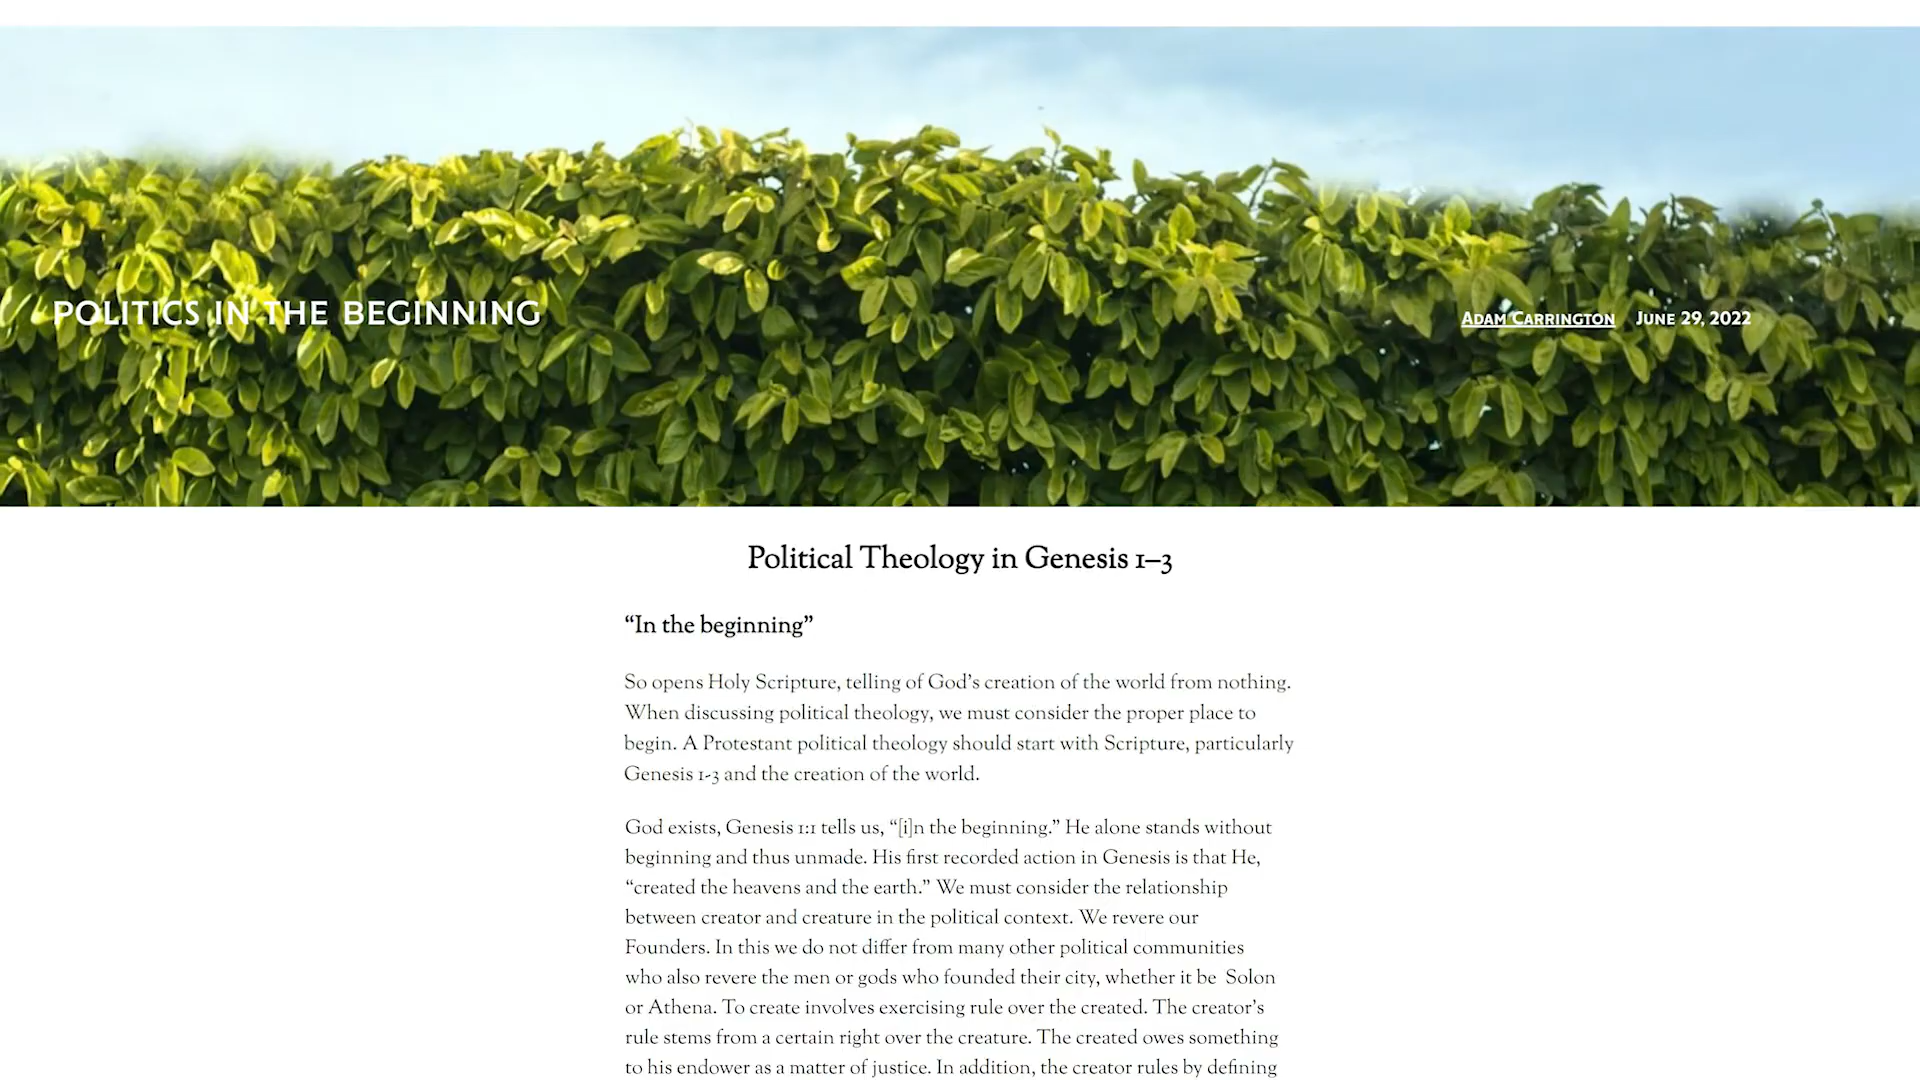 POLITICS IN THE BEGINNING
ADAM CARRINGTON JUNE 29, 2022
Political Theology in Genesis 1–3
“In the beginning”
So opens Holy Scripture, telling of God’s creation of the world from nothing.
When discussing political theology, we must consider the proper place to
begin. A Protestant political theology should start with Scripture, particularly
Genesis 1-3 and the creation of the world.
God exists, Genesis 1:1 tells us, “[i]n the beginning.” He alone stands without
beginning and thus unmade. His first recorded action in Genesis is that He,
“created the heavens and the earth.” We must consider the relationship
between creator and creature in the political context. We revere our
Founders. In this we do not differ from many other political communities
who also revere the men or gods who founded their city, whether it be Solon
or Athena. To create involves exercising rule over the created. The creator’s
rule stems from a certain right over the creature. The created owes something
to his endower as a matter of justice. In addition, the creator rules by defining